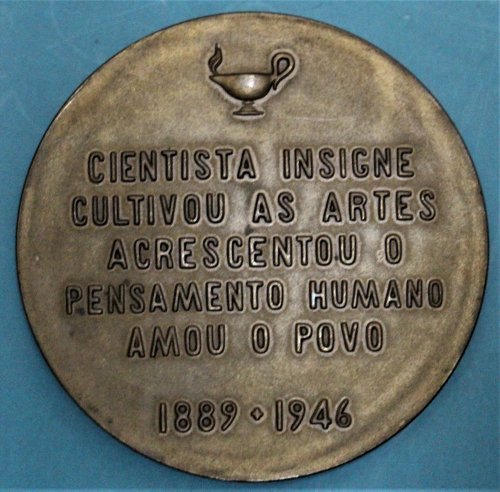 CIENTISTA INSIGNE
CULTIVOU AS ARTES
ACRESCENTOU O
PENSAMENTO HUMANO
AMOU O POVO
1889 + 1946